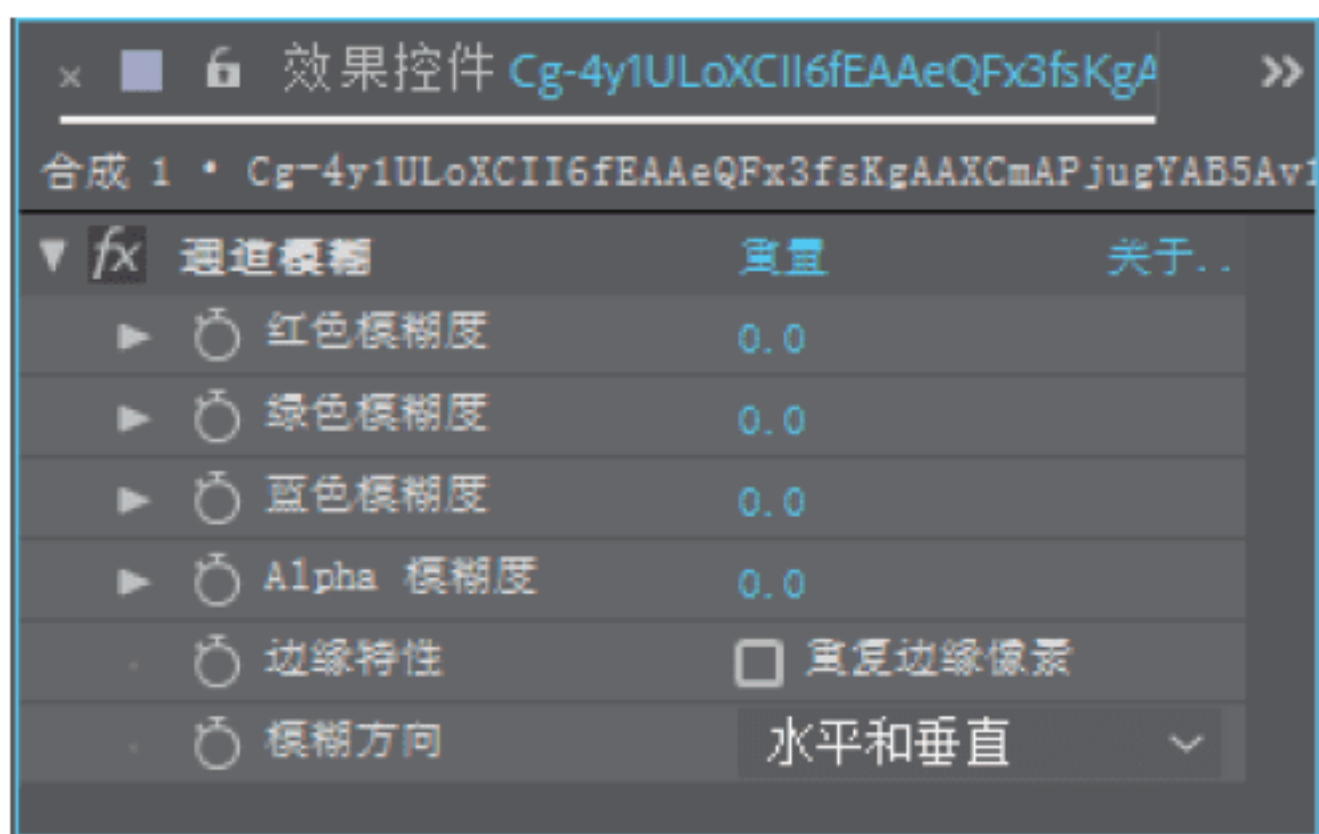 × 效果控件 Cg-4y1ULoXCII6fEAAeQFx3fsKgA »
合成 1 • Cg-4y1ULoXCII6fEAAeQFx3fsKgAAXCmAPjugYAB5Av1
fx 通道模糊 重置 关于..
红色模糊度 0.0
绿色模糊度 0.0
蓝色模糊度 0.0
Alpha 模糊度 0.0
边缘特性 重复边缘像素
模糊方向 水平和垂直